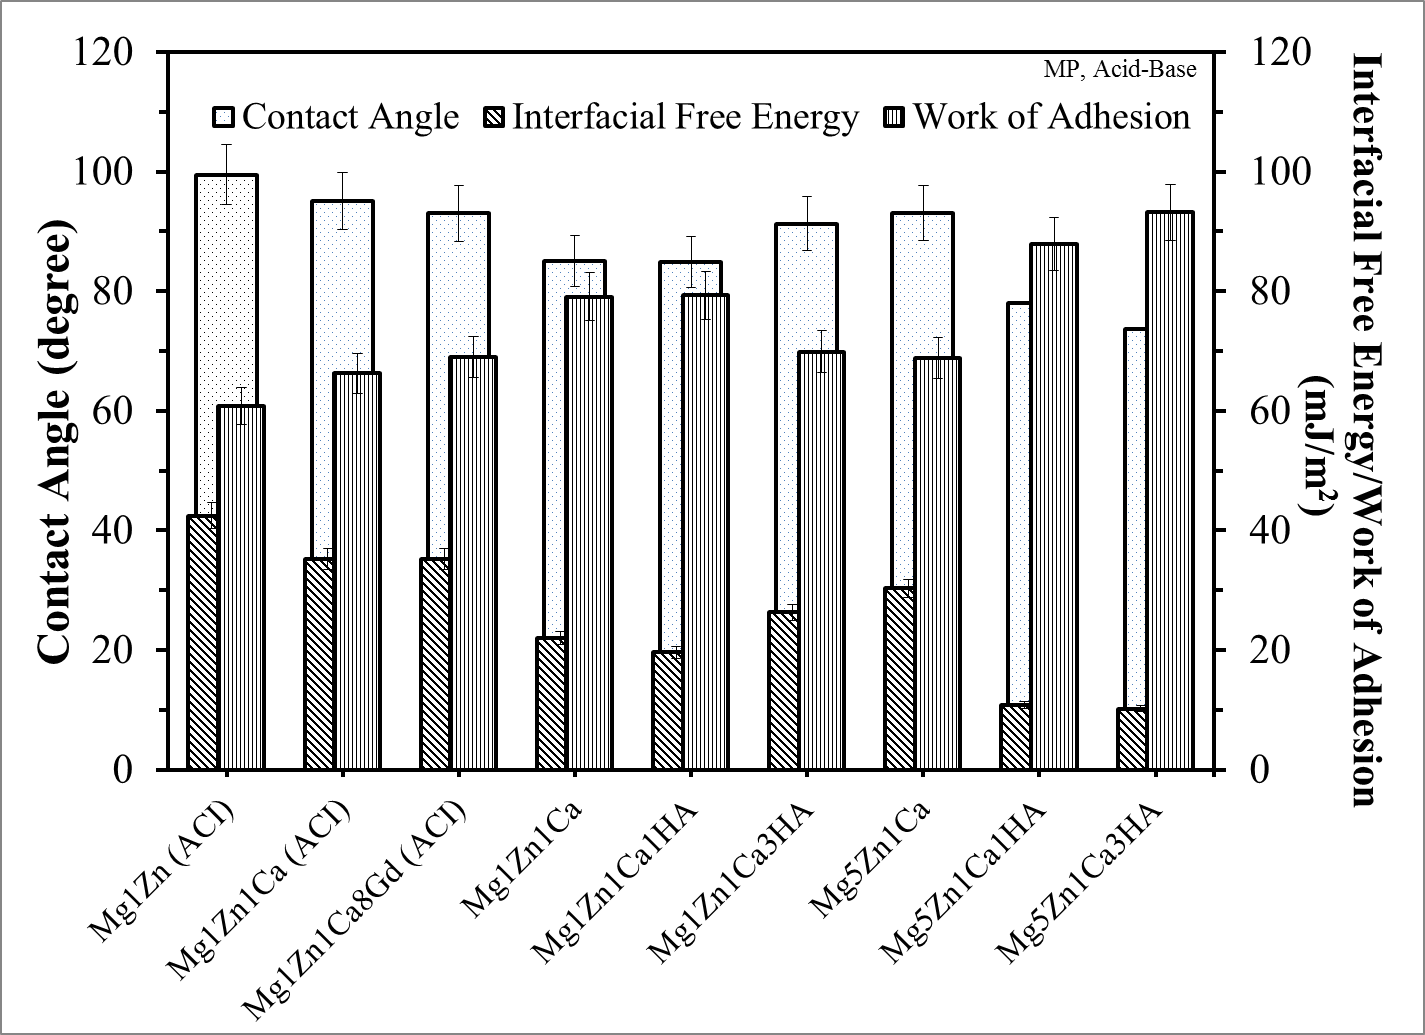 MP, Acid-Base
Contact Angle Interfacial Free Energy Work of Adhesion
Contact Angle (degree)
120
100
80
60
40
20
0
120
100
80
60
40
20
0
Interfacial Free Energy/Work of Adhesion
(mJ/m²)
Mg1Zn (ACI)
Mg1Zn1Ca (ACI)
Mg1Zn1Ca8Gd (ACI)
Mg1Zn1Ca
Mg1Zn1Ca1HA
Mg1Zn1Ca3HA
Mg5Zn1Ca
Mg5Zn1Ca1HA
Mg5Zn1Ca3HA